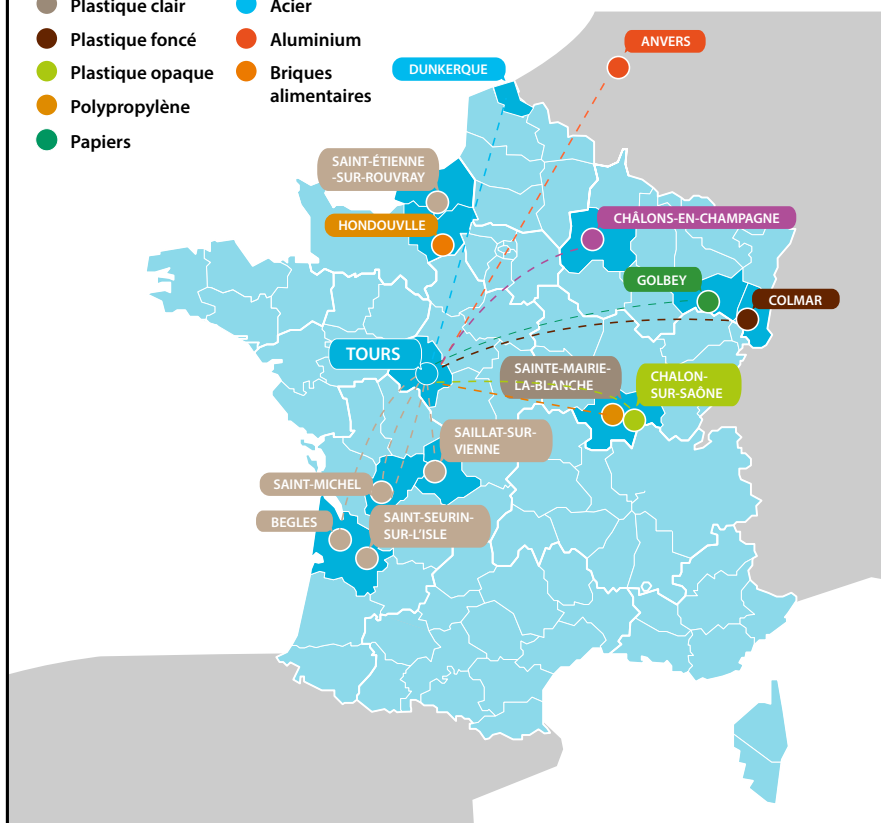 Plastique clair
Plastique foncé
Plastique opaque
Polypropylène
Papiers
Acier
Aluminium
Briques
alimentaires
ANVERS
DUNKERQUE
SAINT-ÉTIENNE
-SUR-ROUVRAY
HONDOUVLLE
CHÂLONS-EN-CHAMPAGNE
GOLBEY
COLMAR
TOURS
SAINTE-MAIRIE-
LA-BLANCHE
CHALON-
SUR-SAÔNE
SAILLAT-SUR-
VIENNE
SAINT-MICHEL
BEGLES
SAINT-SEURIN-
SUR-L'ISLE